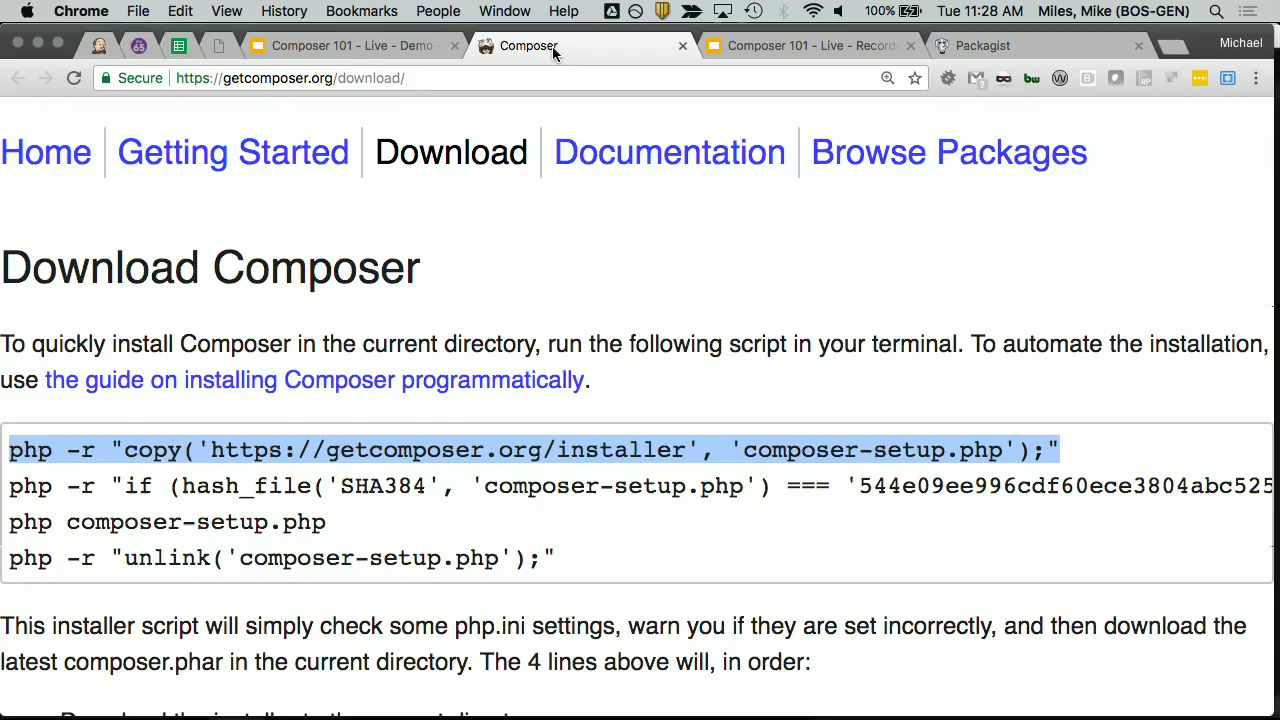 Chrome File Edit View History Bookmarks People Window Help 100% Tue 11:28 AM Miles, Mike (BOS-GEN)
65 Composer 101 - Live - Demo - Composer Composer 101 - Live - Record Packagist Michael
Secure https://getcomposer.org/download/
Home Getting Started Download Documentation Browse Packages
Download Composer
To quickly install Composer in the current directory, run the following script in your terminal. To automate the installation,
use the guide on installing Composer programmatically.
php -r "copy('https://getcomposer.org/installer', 'composer-setup.php');"
php -r "if (hash_file('SHA384', 'composer-setup.php') === '544e09ee996cdf60ece3804abc525
php composer-setup.php
php -r "unlink('composer-setup.php');"
This installer script will simply check some php.ini settings, warn you if they are set incorrectly, and then download the
latest composer.phar in the current directory. The 4 lines above will, in order: